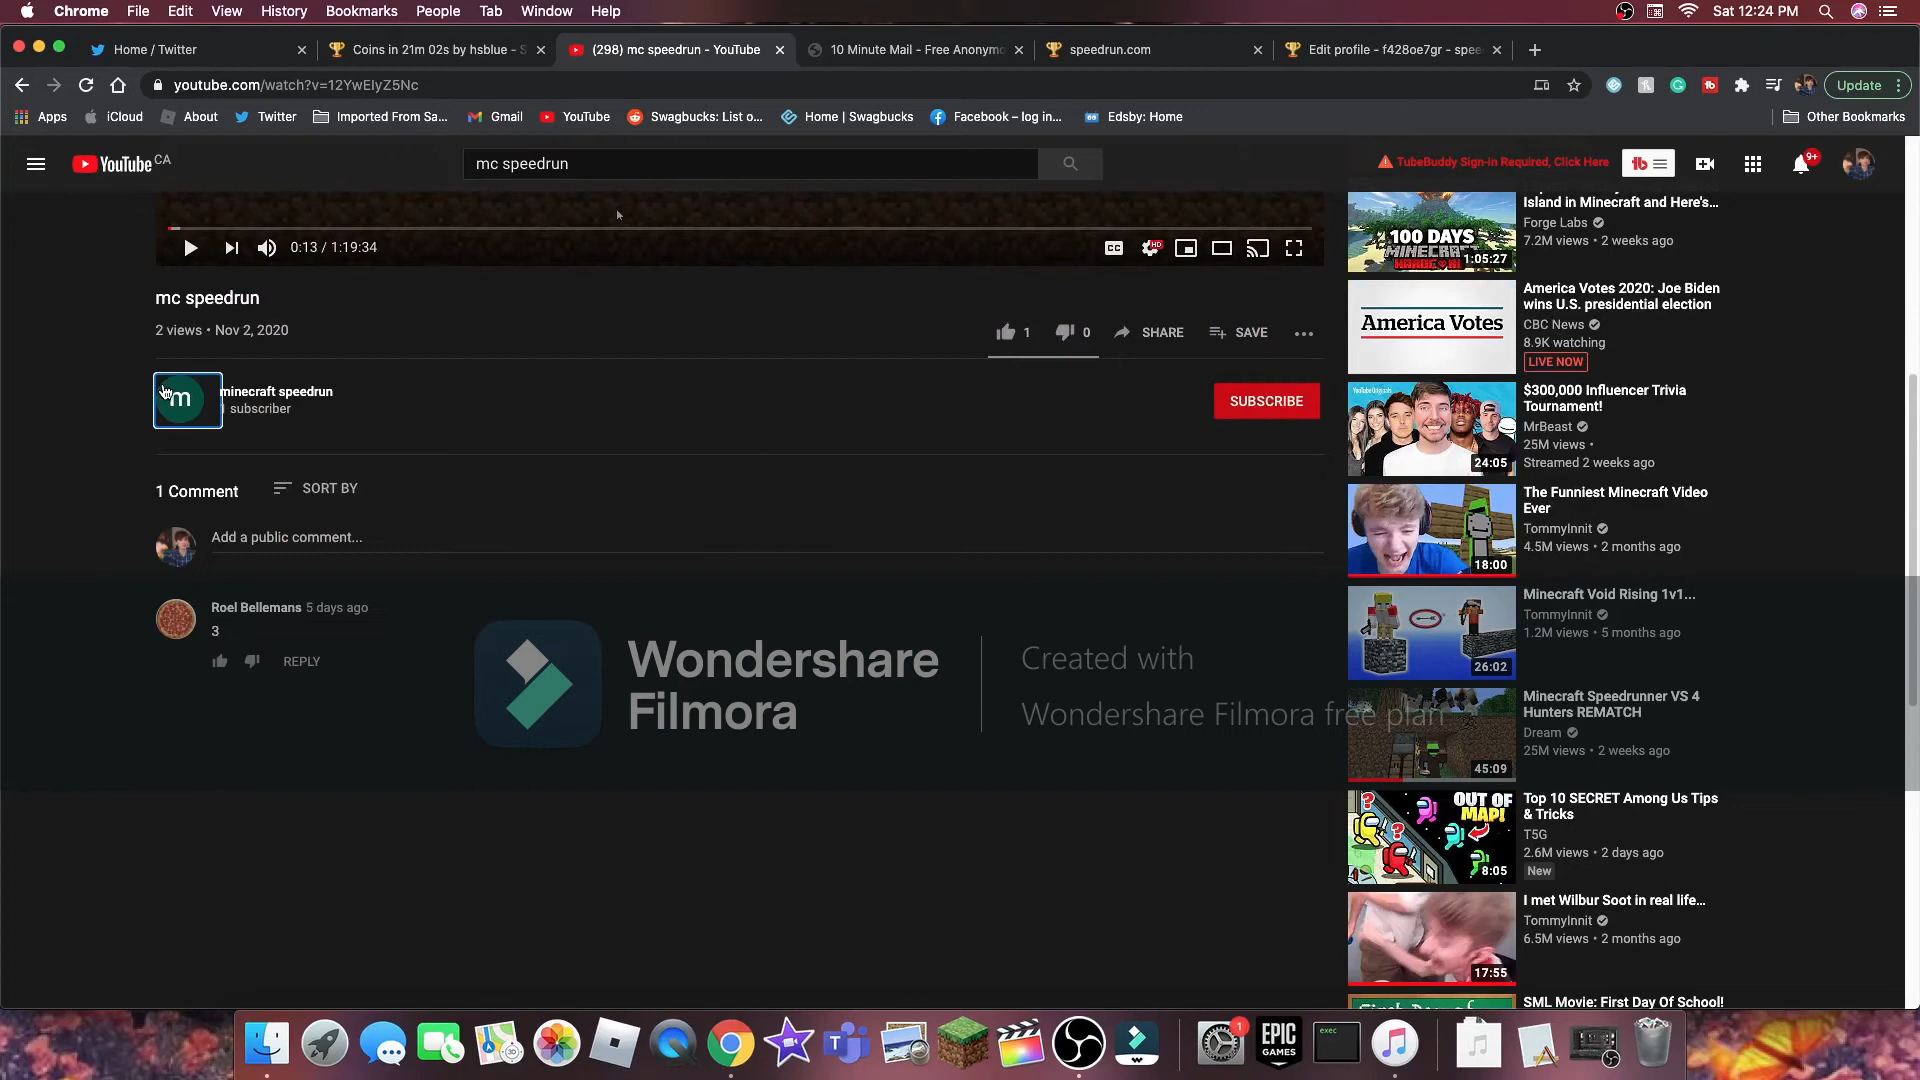 Chrome File Edit View History Bookmarks People Tab Window Help
Sat 12:24 PM
Home / Twitter
Coins in 21m 02s by hsblue - S
(298) mc speedrun - YouTube
10 Minute Mail - Free Anonymo
speedrun.com
Edit profile - f428oe7gr - spee
youtube.com/watch?v=12YwEIyZ5Nc
Update
Apps iCloud About Twitter Imported From Sa... Gmail YouTube Swagbucks: List o... Home | Swagbucks Facebook – log in... Edsby: Home Other Bookmarks
YouTube CA
mc speedrun
TubeBuddy Sign-in Required, Click Here
tb
9+
0:13 / 1:19:34
CC
HD
mc speedrun
2 views • Nov 2, 2020
1 0 SHARE SAVE
m
minecraft speedrun
1 subscriber
SUBSCRIBE
1 Comment SORT BY
Add a public comment...
Roel Bellemans 5 days ago
3
REPLY
Wondershare
Filmora
Created with
Wondershare Filmora free plan
100 DAYS
MINECRAFT
HARDCORE
1:05:27
Island in Minecraft and Here's...
Forge Labs
7.2M views • 2 weeks ago
America Votes
America Votes 2020: Joe Biden
wins U.S. presidential election
CBC News
8.9K watching
LIVE NOW
24:05
$300,000 Influencer Trivia
Tournament!
MrBeast
25M views •
Streamed 2 weeks ago
18:00
The Funniest Minecraft Video
Ever
TommyInnit
4.5M views • 2 months ago
26:02
Minecraft Void Rising 1v1...
TommyInnit
1.2M views • 5 months ago
45:09
Minecraft Speedrunner VS 4
Hunters REMATCH
Dream
25M views • 2 weeks ago
OUT OF
MAP!
8:05
Top 10 SECRET Among Us Tips
& Tricks
T5G
2.6M views • 2 days ago
New
17:55
I met Wilbur Soot in real life...
TommyInnit
6.5M views • 2 months ago
SML Movie: First Day Of School!
1
EPIC
GAMES
exec